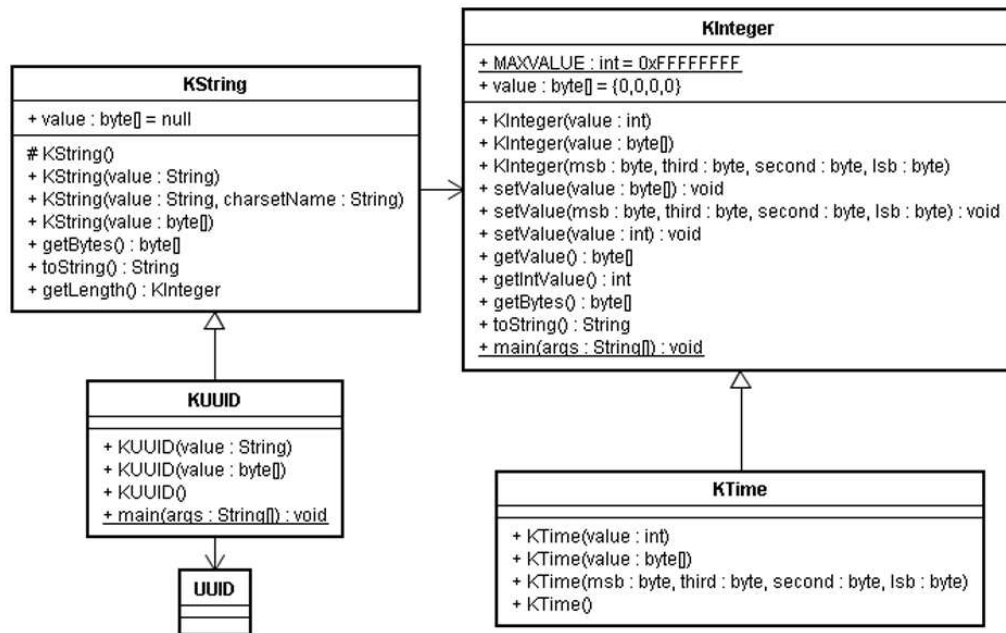 KString
+ value : byte[] = null
# KString()
+ KString(value : String)
+ KString(value : String, charsetName : String)
+ KString(value : byte[])
+ getBytes() : byte[]
+ toString() : String
+ getLength() : KInteger
KInteger
+ MAXVALUE : int = 0xFFFFFFFF
+ value : byte[] = {0,0,0,0}
+ KInteger(value : int)
+ KInteger(value : byte[])
+ KInteger(msb : byte, third : byte, second : byte, lsb : byte)
+ setValue(value : byte[]) : void
+ setValue(msb : byte, third : byte, second : byte, lsb : byte) : void
+ setValue(value : int) : void
+ getValue() : byte[]
+ getIntValue() : int
+ getBytes() : byte[]
+ toString() : String
+ main(args : String[]) : void
KUUID
+ KUUID(value : String)
+ KUUID(value : byte[])
+ KUUID()
+ main(args : String[]) : void
UUID
KTime
+ KTime(value : int)
+ KTime(value : byte[])
+ KTime(msb : byte, third : byte, second : byte, lsb : byte)
+ KTime()